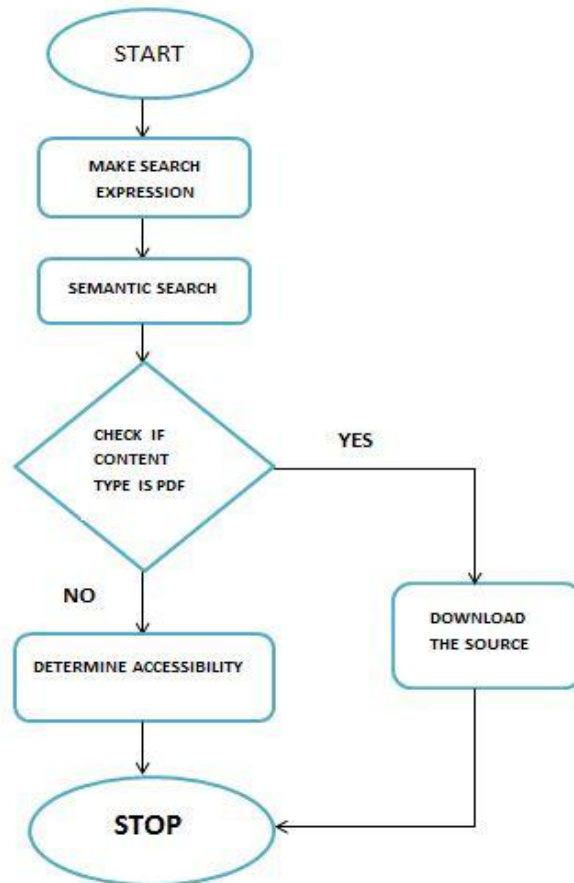 START
MAKE SEARCH
EXPRESSION
SEMANTIC SEARCH
CHECK IF
CONTENT
TYPE IS PDF
YES
NO
DOWNLOAD
THE SOURCE
DETERMINE ACCESSIBILITY
STOP